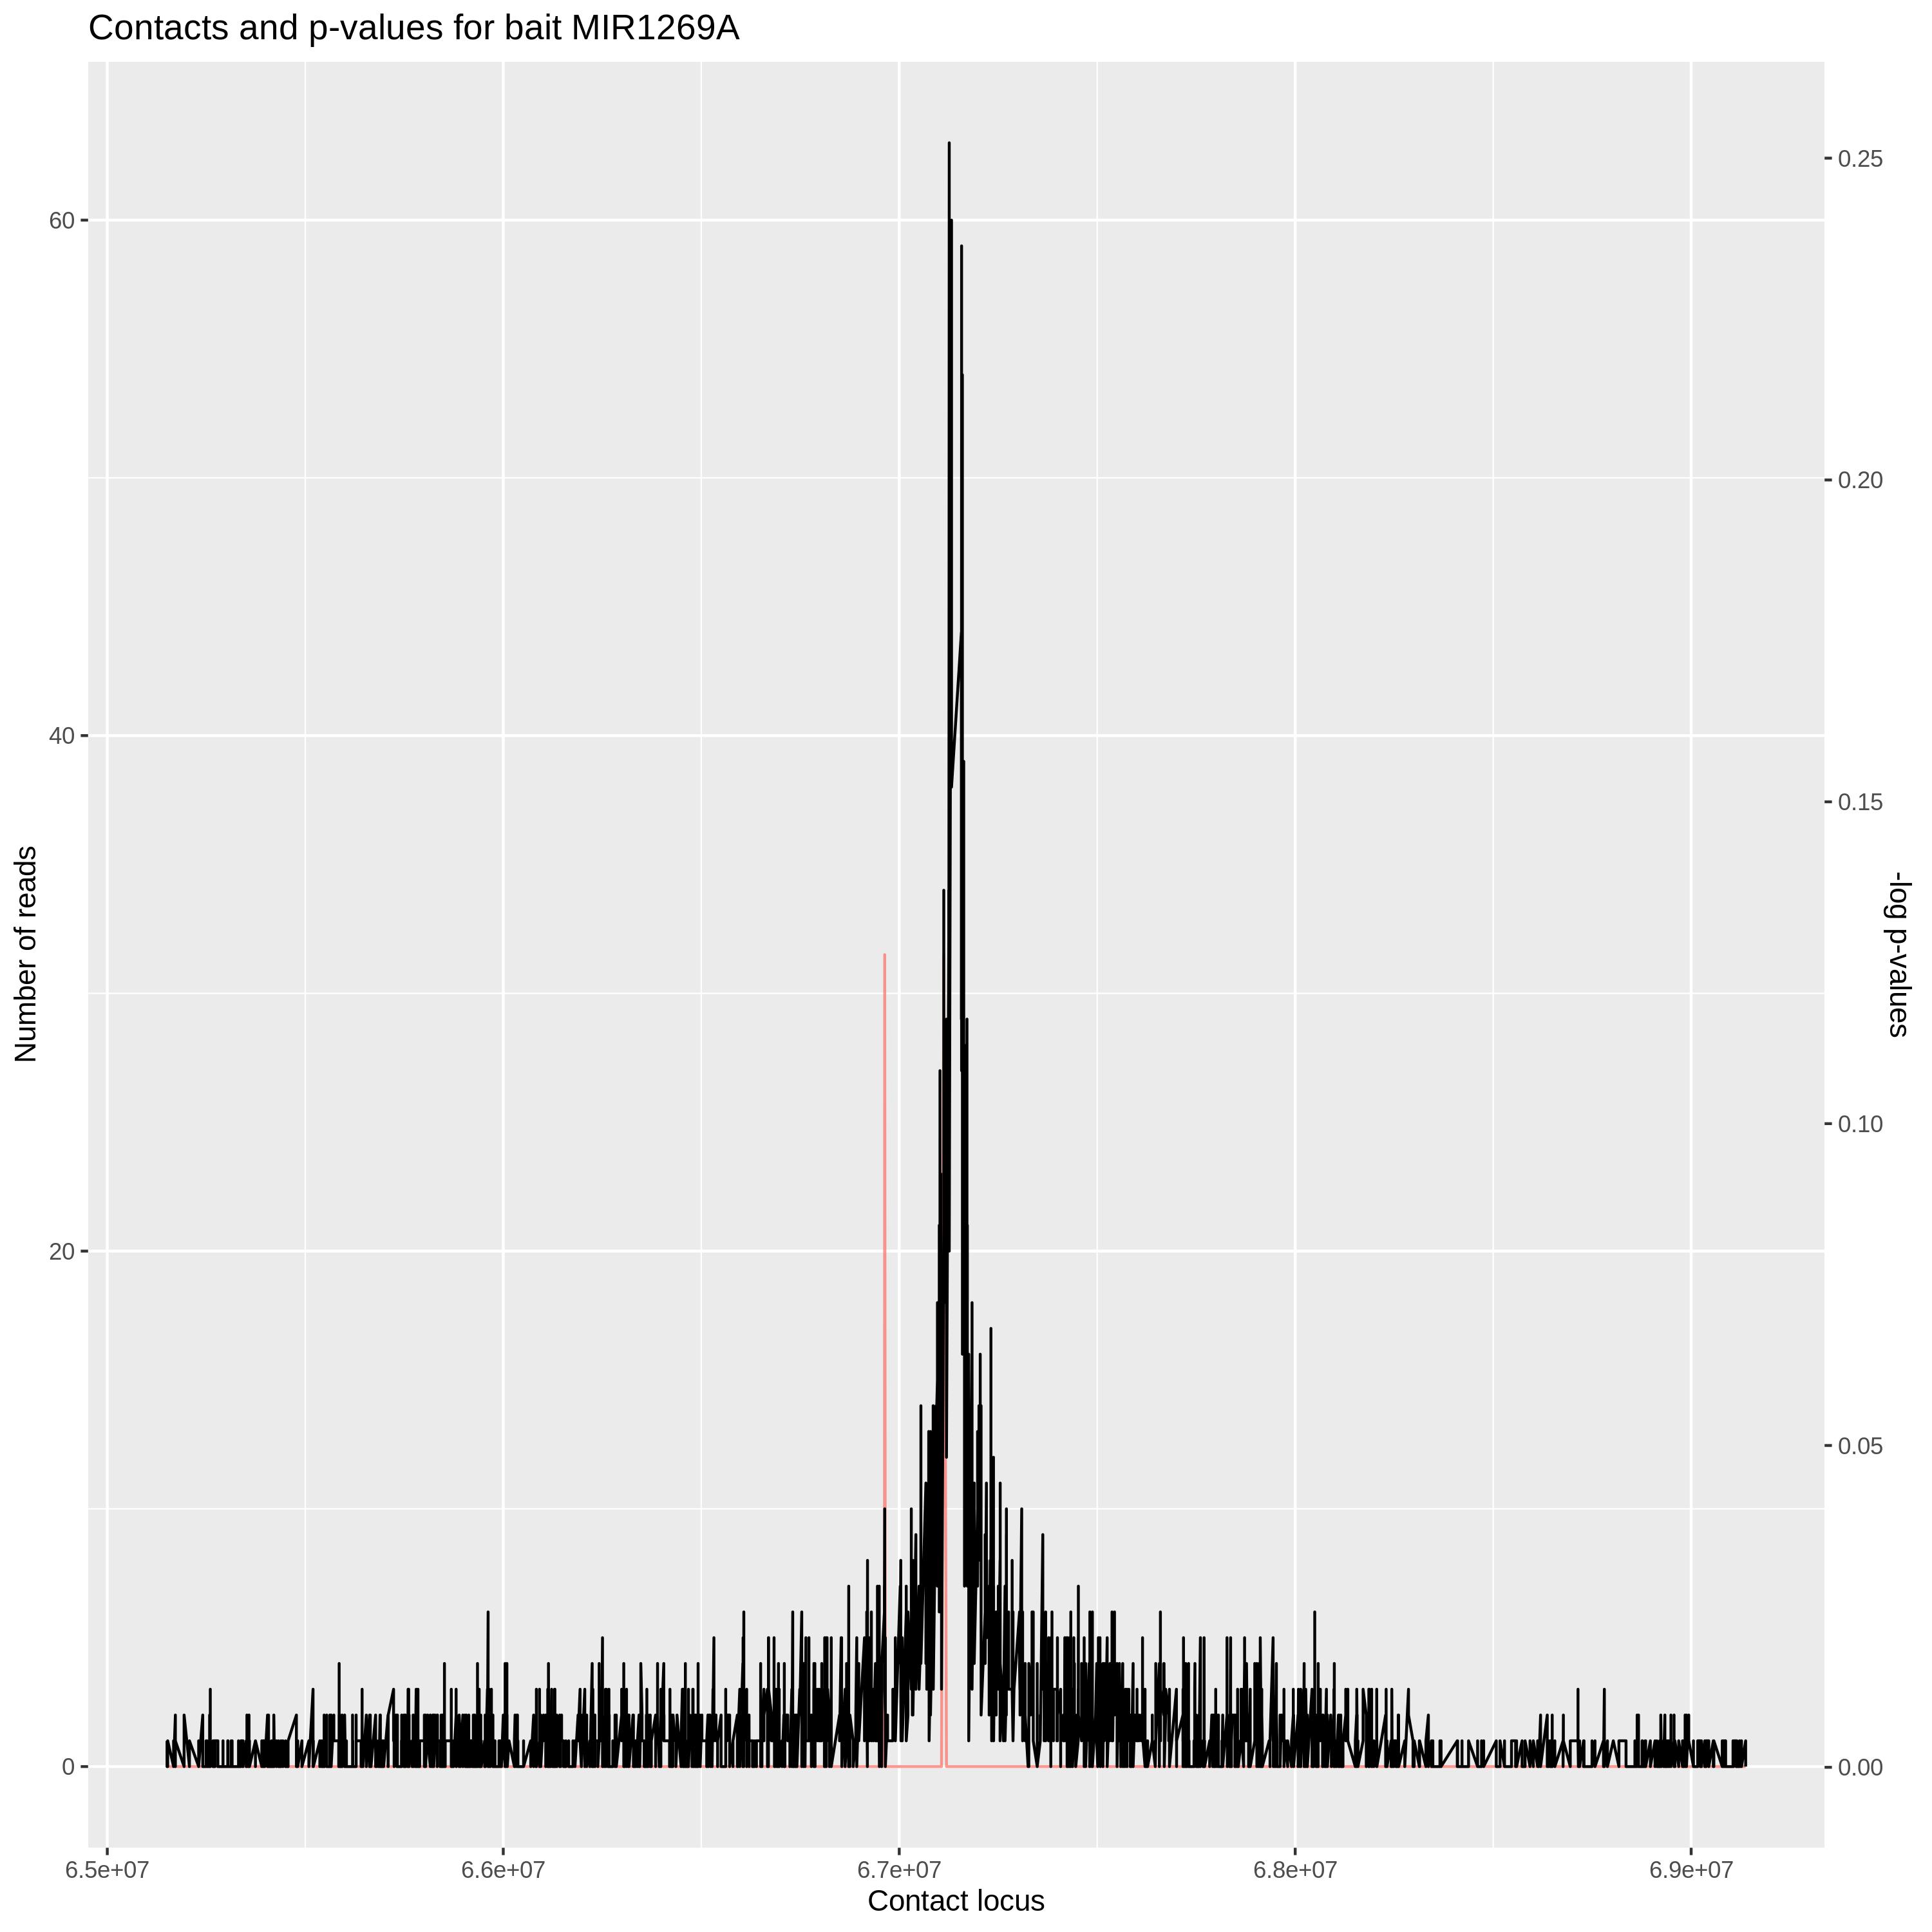 Contacts and p-values for bait MIR1269A
60
40
20
0
Number of reads
0.25
0.20
0.15
0.10
0.05
0.00
-log p-values
6.5e+07 6.6e+07 6.7e+07 6.8e+07 6.9e+07
Contact locus